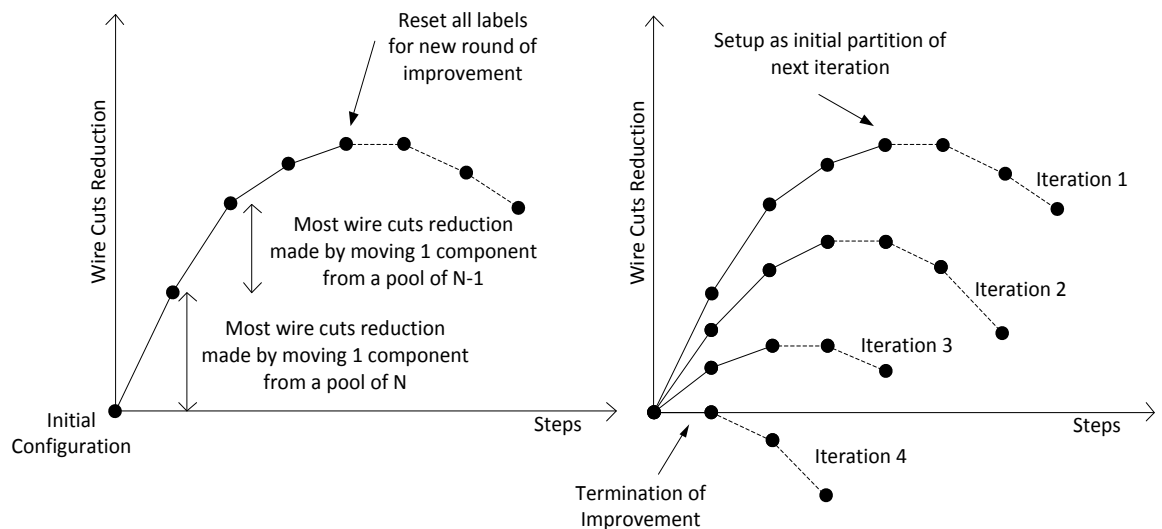 Reset all labels
for new round of
improvement
Wire Cuts Reduction
Most wire cuts reduction
made by moving 1 component
from a pool of N-1
Most wire cuts reduction
made by moving 1 component
from a pool of N
Initial
Configuration
Steps
Setup as initial partition of
next iteration
Wire Cuts Reduction
Iteration 1
Iteration 2
Iteration 3
Steps
Iteration 4
Termination of
Improvement